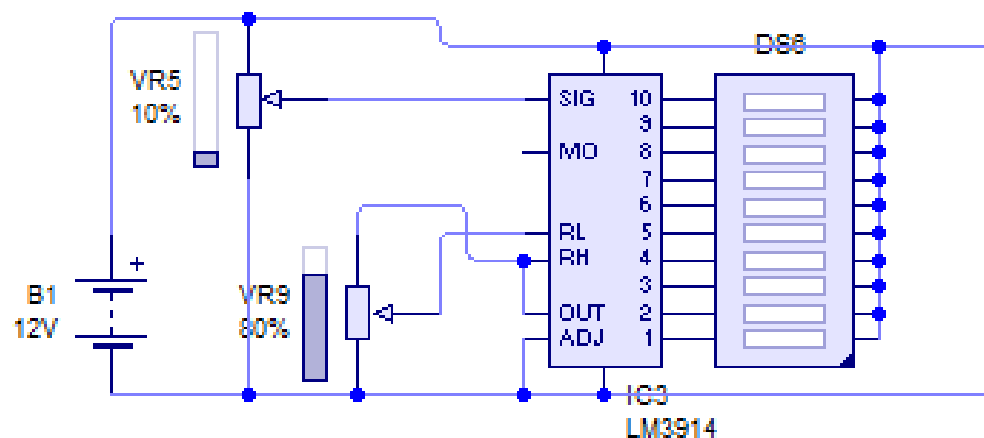 DS6
VR5
10%
SIG 10
9
MO 8
7
6
RL 5
RH 4
3
OUT 2
ADJ 1
+
B1
12V
VR9
80%
IC3
LM3914